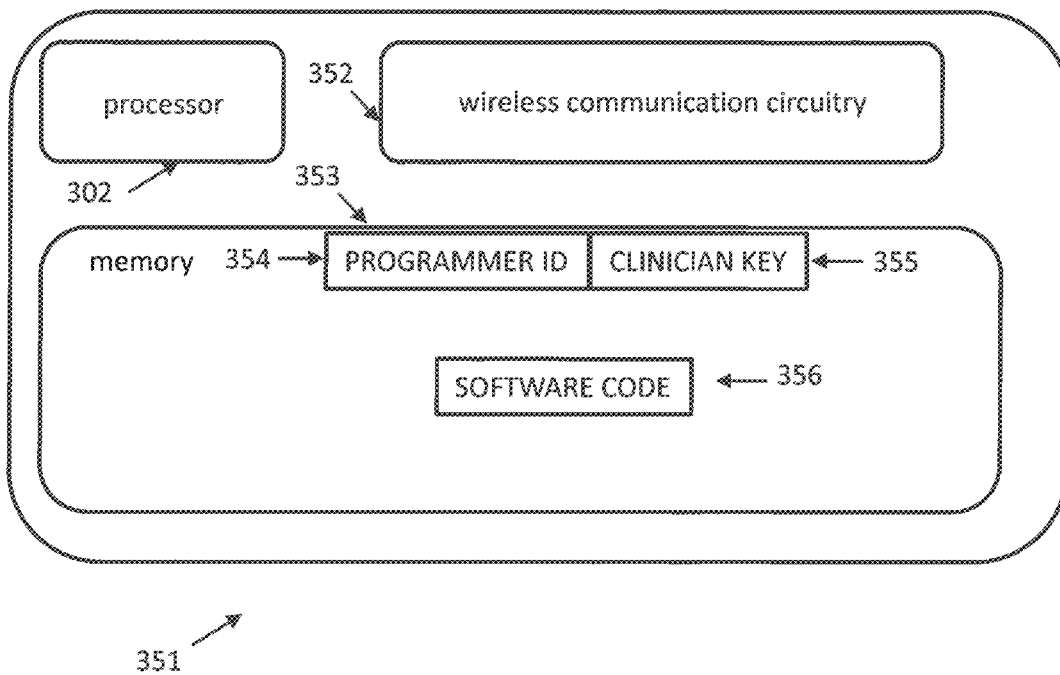 352
processor
wireless communication circuitry
302
353
memory
354
PROGRAMMER ID
CLINICIAN KEY
355
SOFTWARE CODE
356
351